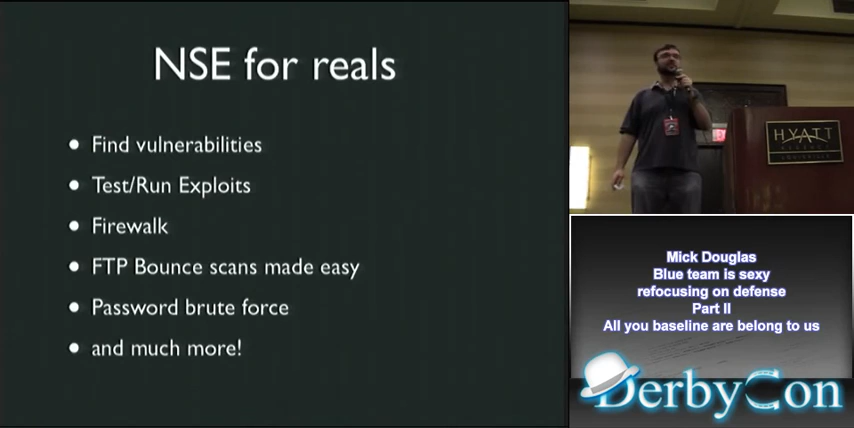 NSE for reals
Find vulnerabilities
Test/Run Exploits
Firewalk
FTP Bounce scans made easy
Password brute force
and much more!
HYATT
Mick Douglas
Blue team is sexy
refocusing on defense
Part II
All you baseline are belong to us
DerbyCon